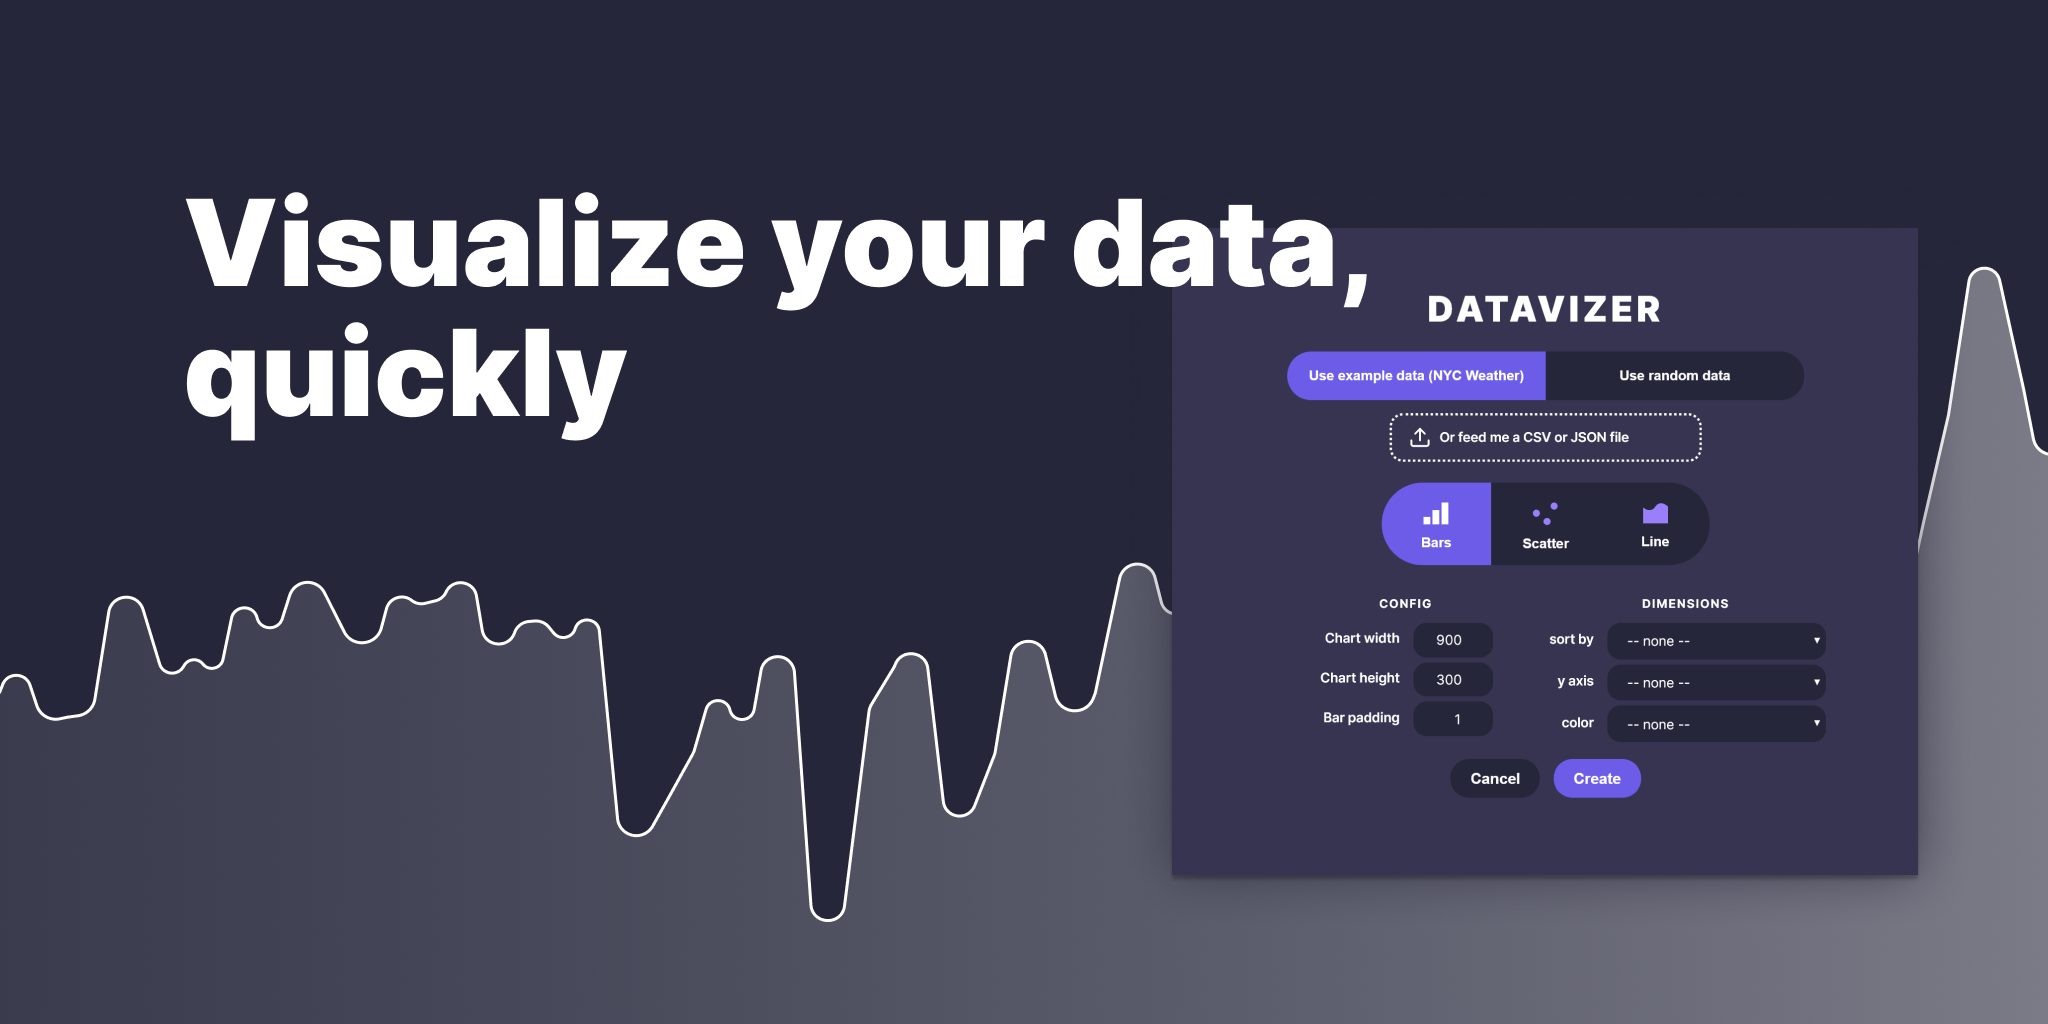 Visualize your data,
quickly
DATAVIZER
Use example data (NYC Weather)
Use random data
Or feed me a CSV or JSON file
Bars
Scatter
Line
CONFIG
Chart width 900
Chart height 300
Bar padding 1
DIMENSIONS
sort by -- none --
y axis -- none --
color -- none --
Cancel
Create